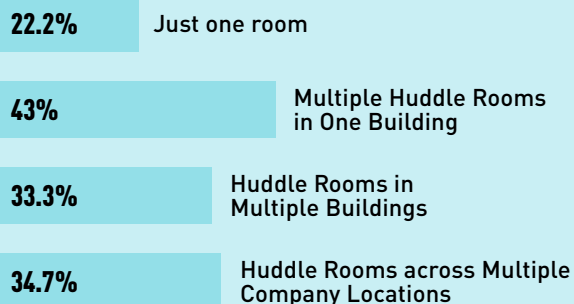 22.2%
Just one room
43%
Multiple Huddle Rooms
in One Building
33.3%
Huddle Rooms in
Multiple Buildings
34.7%
Huddle Rooms across Multiple
Company Locations